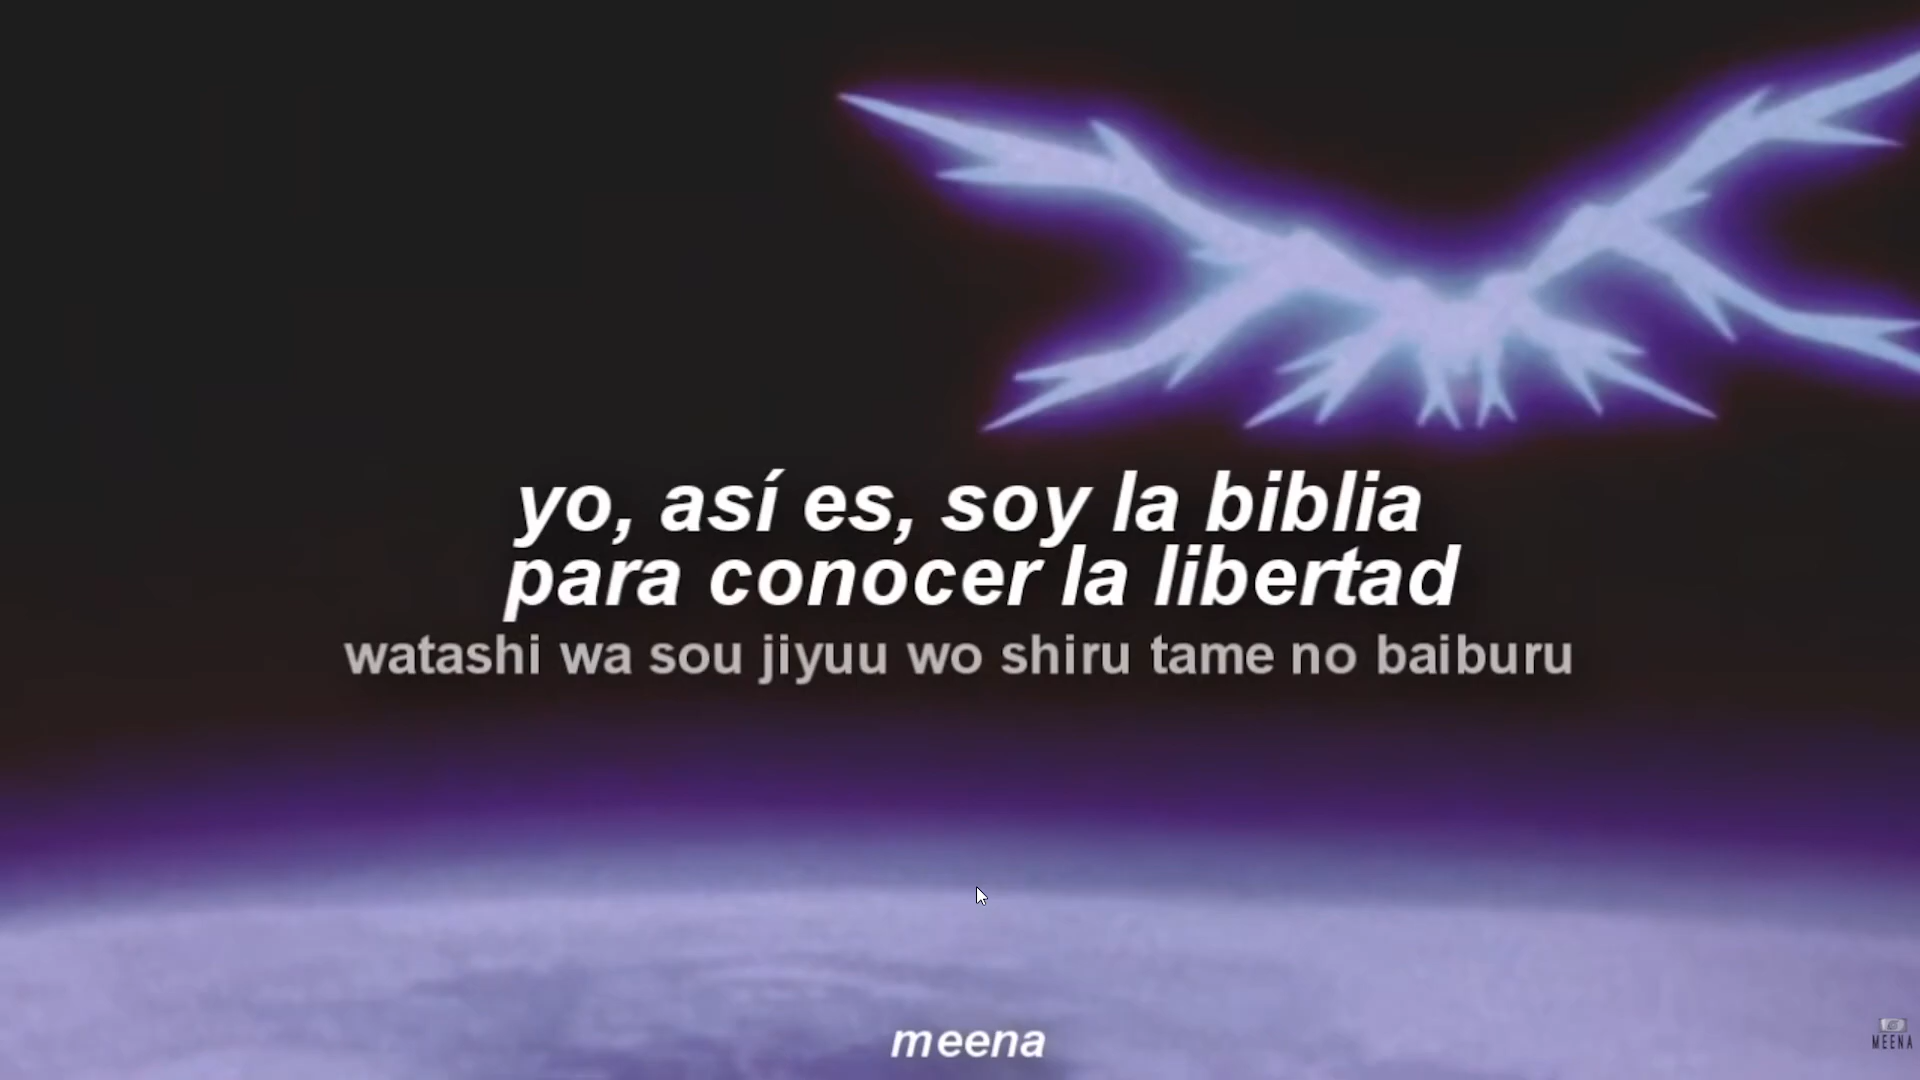 yo, así es, soy la biblia
para conocer la libertad
watashi wa sou jiyuu wo shiru tame no baiburu
meena
MEENA